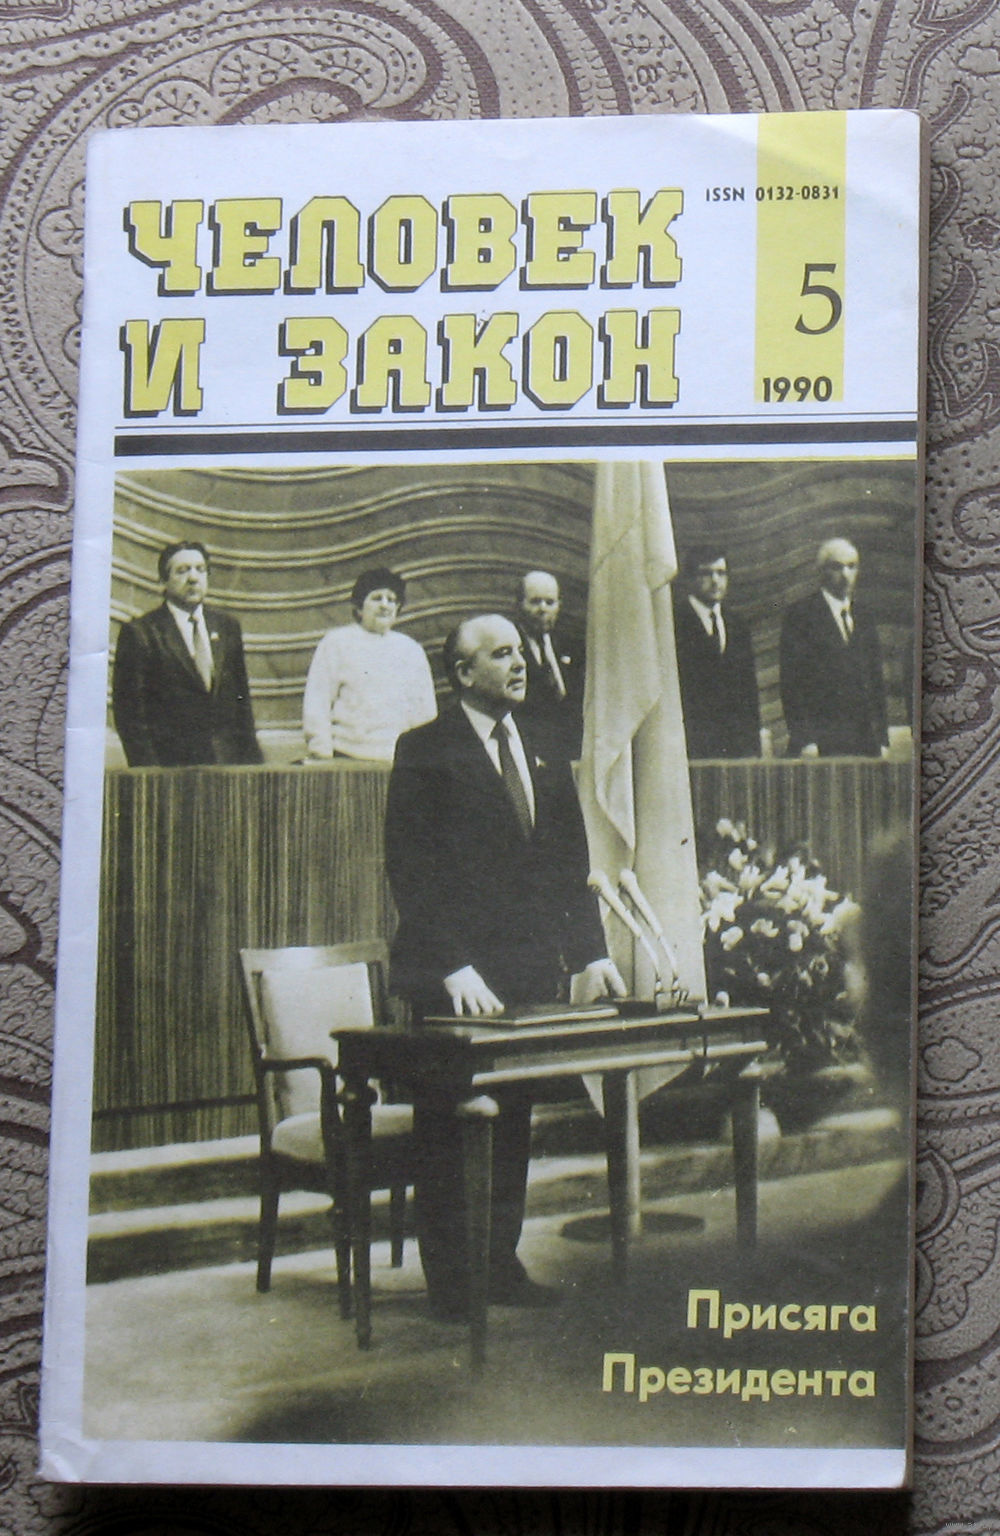 ISSN 0132-0831
ЧЕЛОВЕК
И ЗАКОН
5
1990
Присяга
Президента